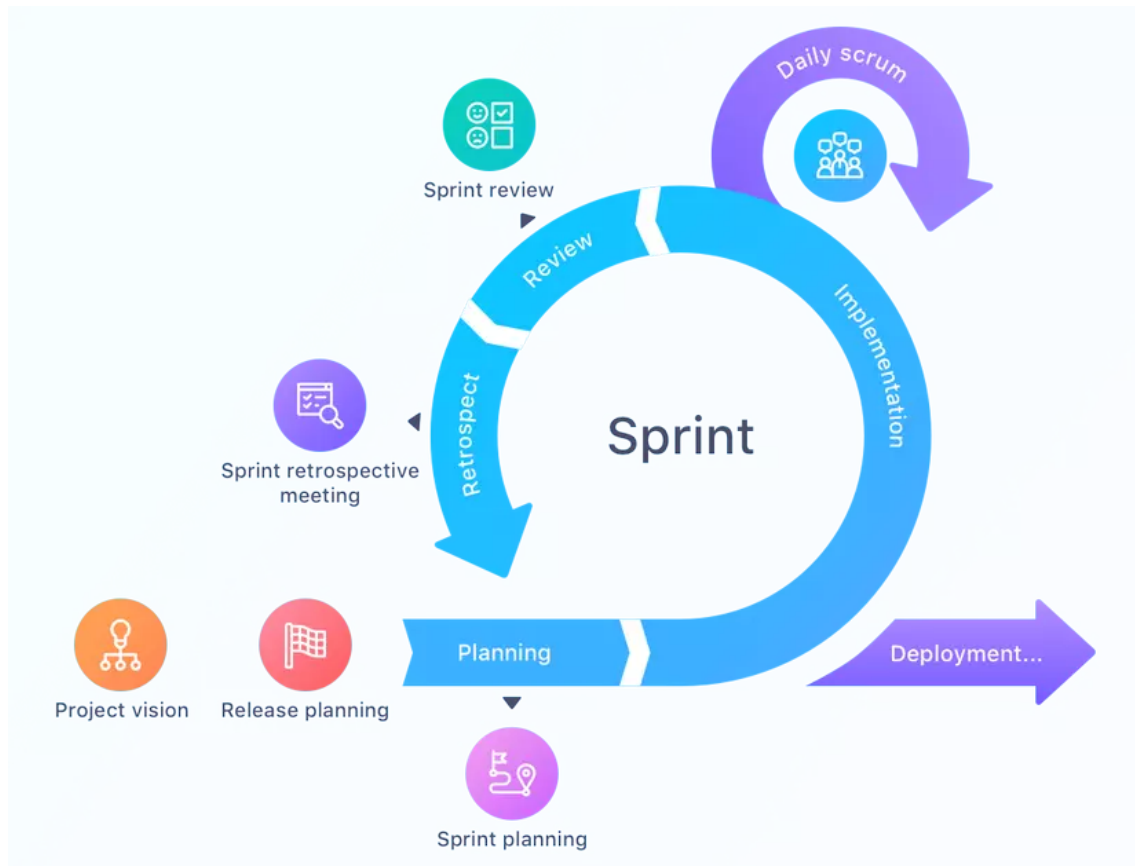 Daily scrum
Sprint review
Review
Implementation
Retrospect
Sprint
Sprint retrospective
meeting
Planning
Deployment...
Project vision
Release planning
Sprint planning